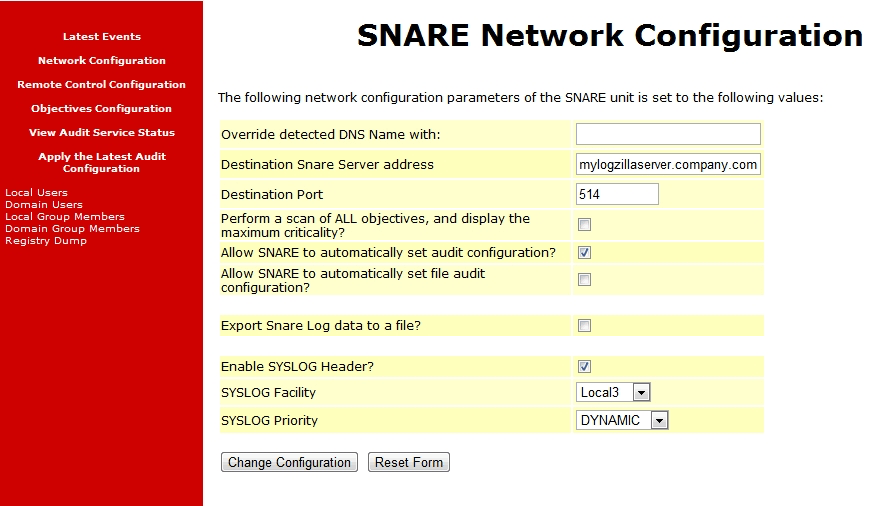 Latest Events
Network Configuration
Remote Control Configuration
Objectives Configuration
View Audit Service Status
Apply the Latest Audit
Configuration
Local Users
Domain Users
Local Group Members
Domain Group Members
Registry Dump
SNARE Network Configuration
The following network configuration parameters of the SNARE unit is set to the following values:
Override detected DNS Name with:
Destination Snare Server address mylogzillaserver.company.com
Destination Port 514
Perform a scan of ALL objectives, and display the
maximum criticality?
Allow SNARE to automatically set audit configuration?
Allow SNARE to automatically set file audit
configuration?
Export Snare Log data to a file?
Enable SYSLOG Header?
SYSLOG Facility Local3
SYSLOG Priority DYNAMIC
Change Configuration Reset Form